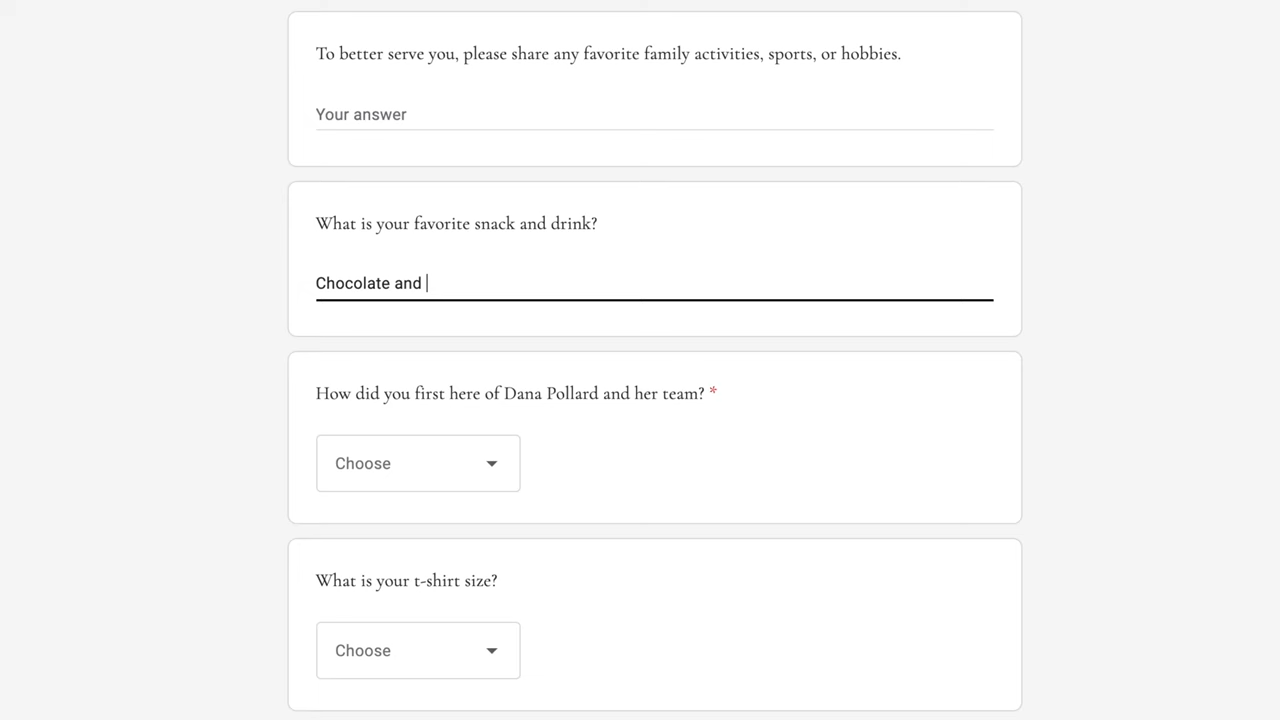 To better serve you, please share any favorite family activities, sports, or hobbies.
Your answer
What is your favorite snack and drink?
Chocolate and
How did you first here of Dana Pollard and her team? *
Choose
What is your t-shirt size?
Choose